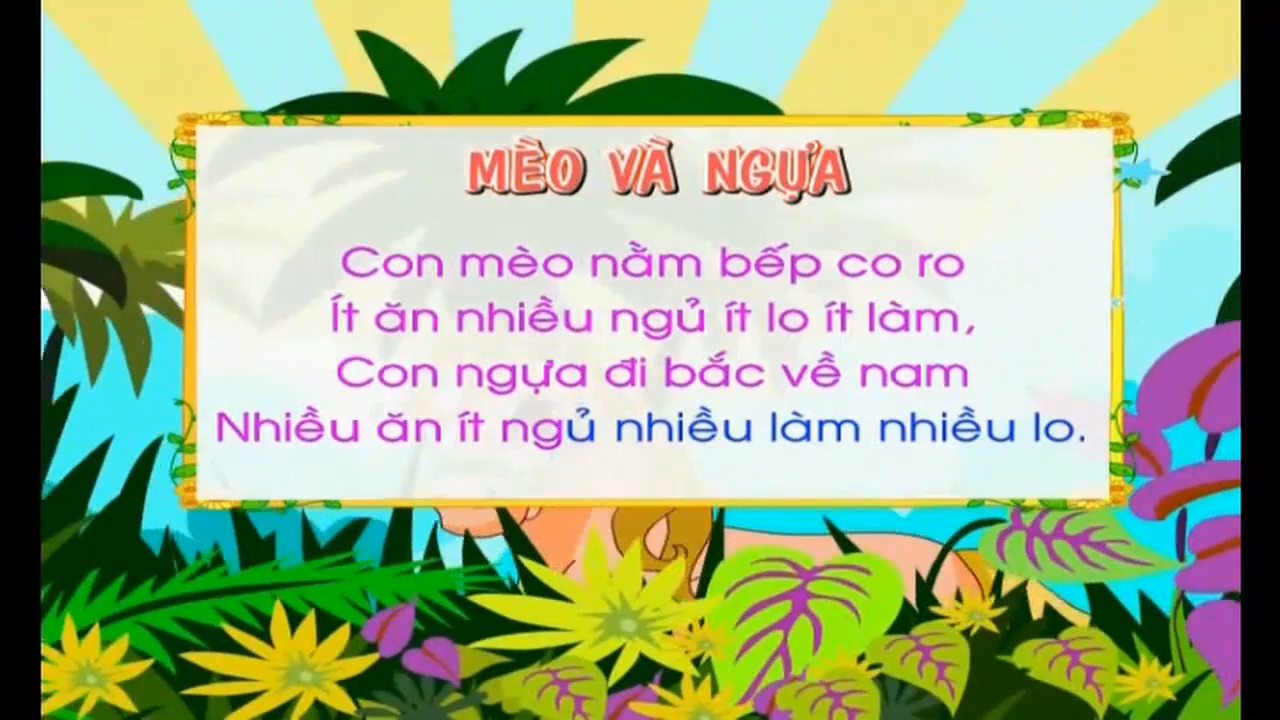 MÈO VÀ NGỰA
Con mèo nằm bếp co ro
Ít ăn nhiều ngủ ít lo ít làm,
Con ngựa đi bắc về nam
Nhiều ăn ít ngủ nhiều làm nhiều lo.